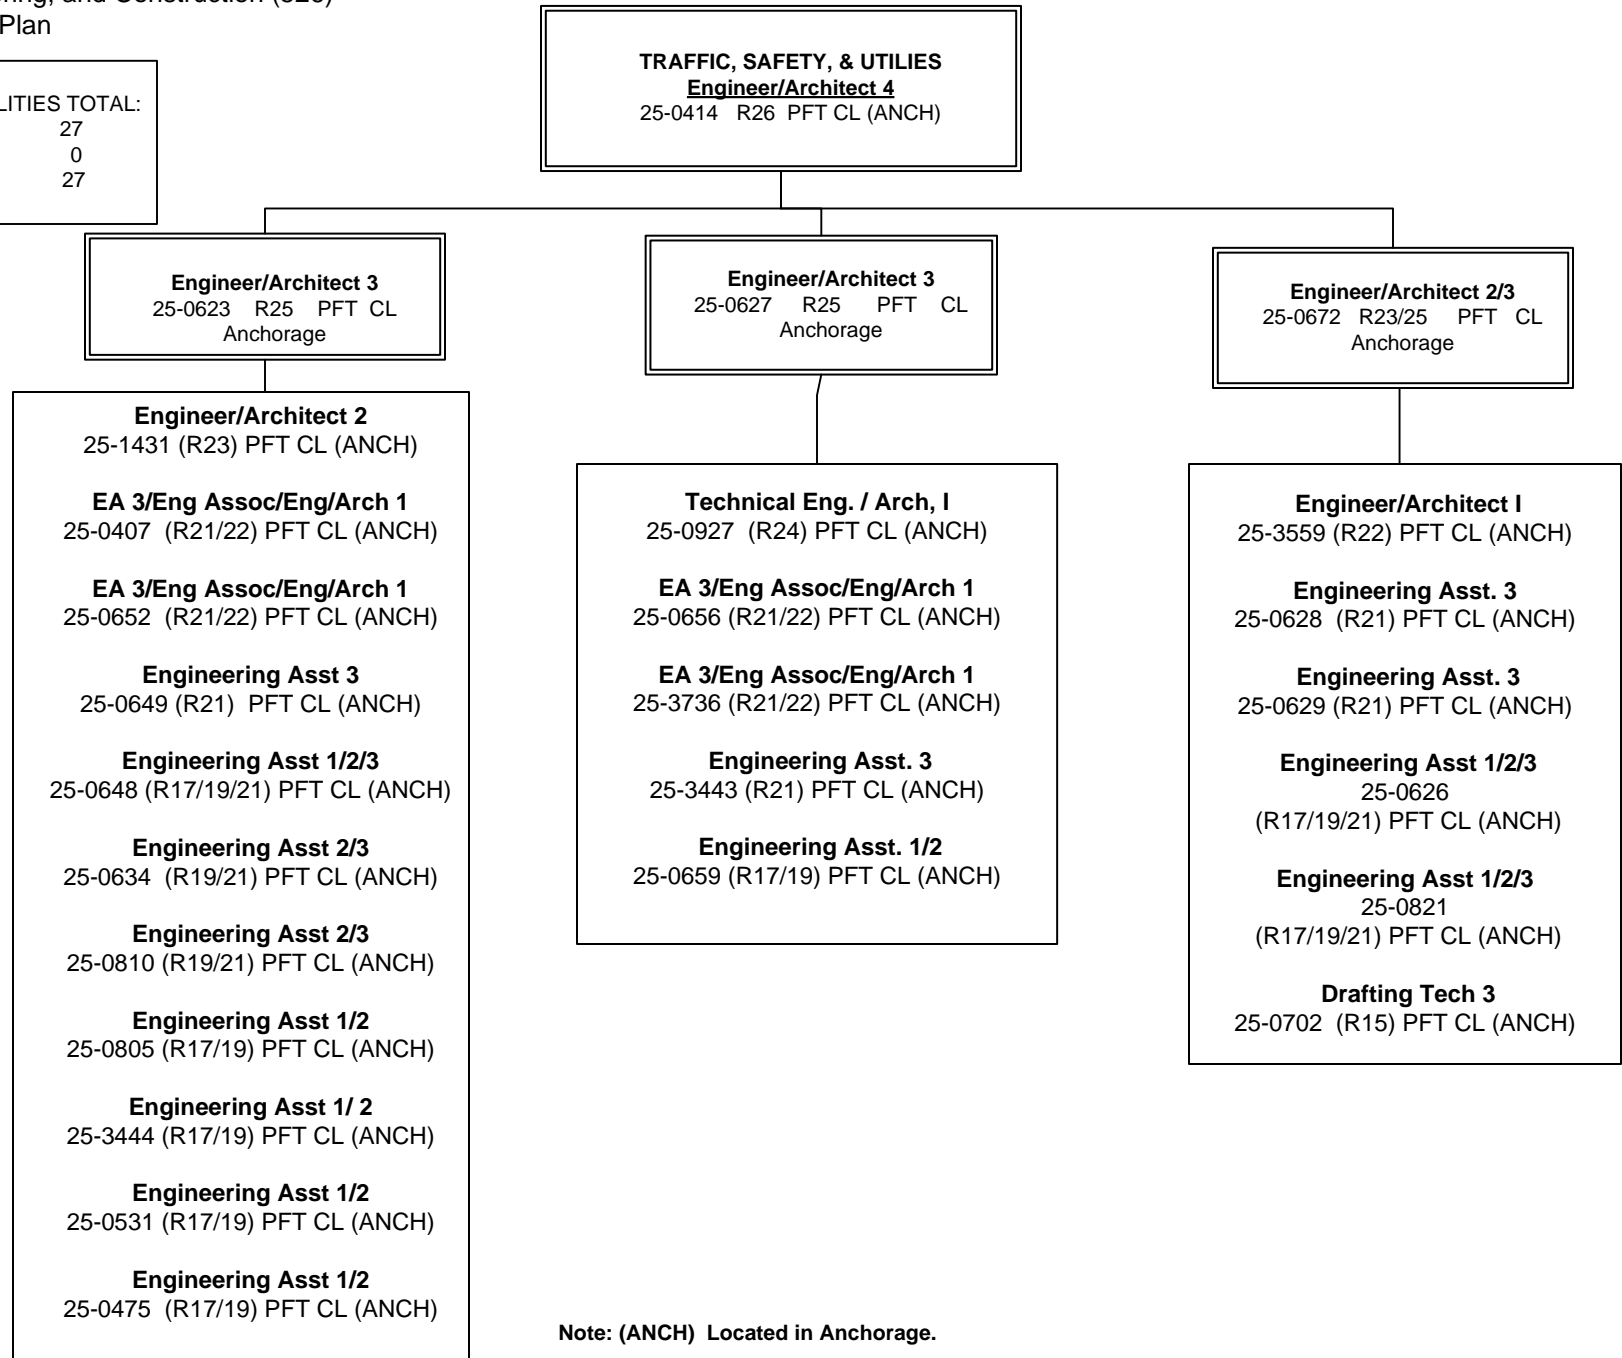 Plan
TOTAL:
27
0
27
TRAFFIC, SAFETY, & UTILIES
Engineer/Architect 4
25-0414 R26 PFT CL (ANCH)
Engineer/Architect 3
25-0623 R25 PFT CL
Anchorage
Engineer/Architect 3
25-0627 R25 PFT CL
Anchorage
Engineer/Architect 2/3
25-0672 R23/25 PFT CL
Anchorage
Engineer/Architect 2
25-1431 (R23) PFT CL (ANCH)
EA 3/Eng Assoc/Eng/Arch 1
25-0407 (R21/22) PFT CL (ANCH)
EA 3/Eng Assoc/Eng/Arch 1
25-0652 (R21/22) PFT CL (ANCH)
Engineering Asst 3
25-0649 (R21) PFT CL (ANCH)
Engineering Asst 1/2/3
25-0648 (R17/19/21) PFT CL (ANCH)
Engineering Asst 2/3
25-0634 (R19/21) PFT CL (ANCH)
Engineering Asst 2/3
25-0810 (R19/21) PFT CL (ANCH)
Engineering Asst 1/2
25-0805 (R17/19) PFT CL (ANCH)
Engineering Asst 1/ 2
25-3444 (R17/19) PFT CL (ANCH)
Engineering Asst 1/2
25-0531 (R17/19) PFT CL (ANCH)
Engineering Asst 1/2
25-0475 (R17/19) PFT CL (ANCH)
Technical Eng. / Arch, I
25-0927 (R24) PFT CL (ANCH)
EA 3/Eng Assoc/Eng/Arch 1
25-0656 (R21/22) PFT CL (ANCH)
EA 3/Eng Assoc/Eng/Arch 1
25-3736 (R21/22) PFT CL (ANCH)
Engineering Asst. 3
25-3443 (R21) PFT CL (ANCH)
Engineering Asst. 1/2
25-0659 (R17/19) PFT CL (ANCH)
Engineer/Architect I
25-3559 (R22) PFT CL (ANCH)
Engineering Asst. 3
25-0628 (R21) PFT CL (ANCH)
Engineering Asst. 3
25-0629 (R21) PFT CL (ANCH)
Engineering Asst 1/2/3
25-0626
(R17/19/21) PFT CL (ANCH)
Engineering Asst 1/2/3
25-0821
(R17/19/21) PFT CL (ANCH)
Drafting Tech 3
25-0702 (R15) PFT CL (ANCH)
Note: (ANCH) Located in Anchorage.